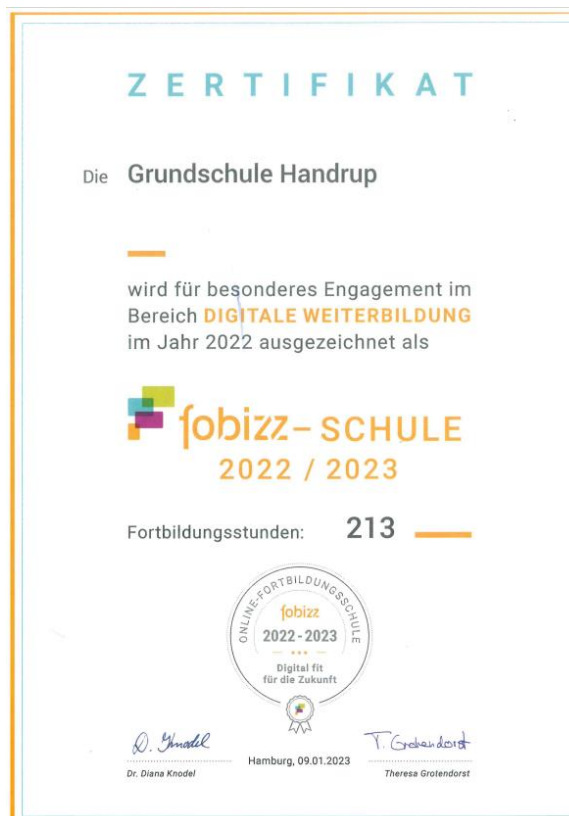 ZERTIFIKAT
Die Grundschule Handrup
wird für besonderes Engagement im
Bereich DIGITALE WEITERBILDUNG
im Jahr 2022 ausgezeichnet als
fobizz – SCHULE
2022 / 2023
Fortbildungsstunden: 213
ONLINE-FORTBILDUNGSSCHULE
fobizz
2022 - 2023
Digital fit
für die Zukunft
D. Knodel
T. Grotendorst
Hamburg, 09.01.2023
Dr. Diana Knodel
Theresa Grotendorst